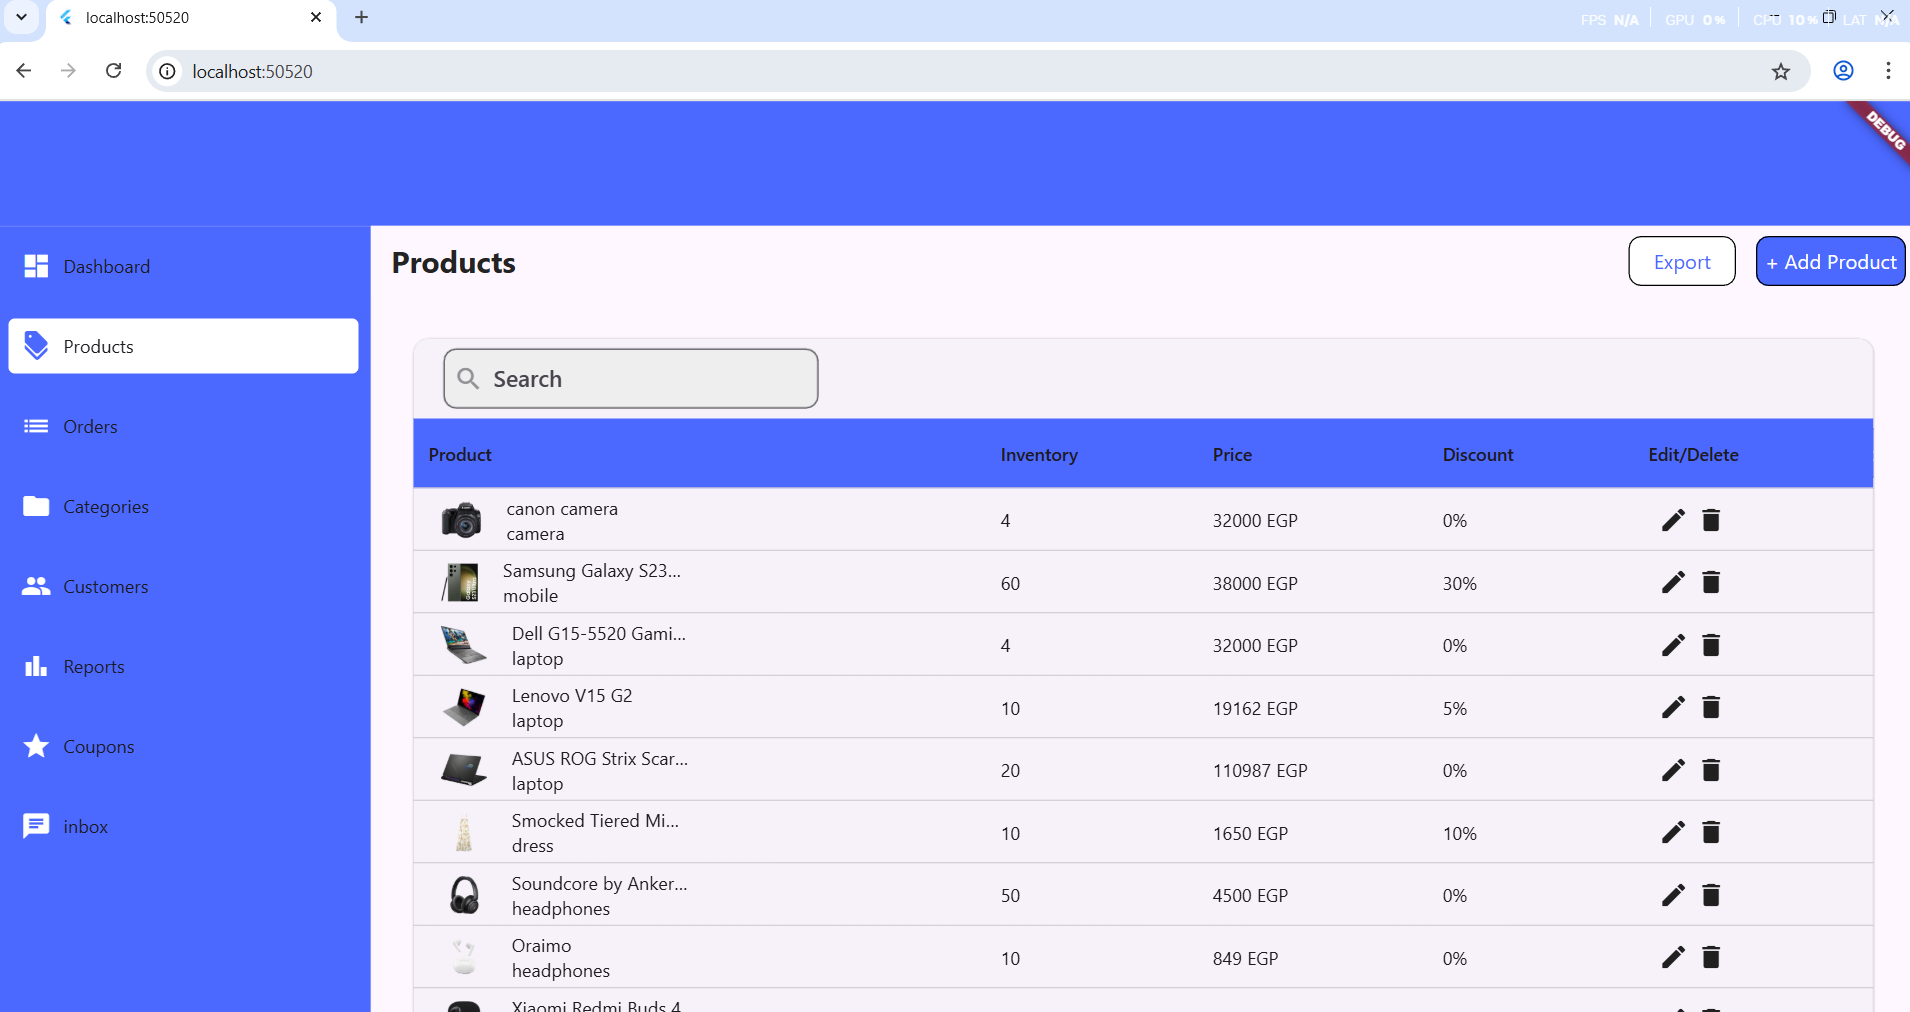 localhost:50520
FPS N/A GPU 0% CPU 10% LAT N/A
localhost:50520
DEBUG
Dashboard
Products
Orders
Categories
Customers
Reports
Coupons
inbox
Products
Export
+ Add Product
Search
Product Inventory Price Discount Edit/Delete
canon camera
camera
4 32000 EGP 0%
Samsung Galaxy S23...
mobile
60 38000 EGP 30%
Dell G15-5520 Gami...
laptop
4 32000 EGP 0%
Lenovo V15 G2
laptop
10 19162 EGP 5%
ASUS ROG Strix Scar...
laptop
20 110987 EGP 0%
Smocked Tiered Mi...
dress
10 1650 EGP 10%
Soundcore by Anker...
headphones
50 4500 EGP 0%
Oraimo
headphones
10 849 EGP 0%
Xiaomi Redmi Buds 4